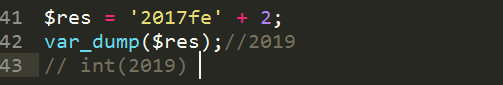 41 $res = '2017fe' + 2;
42 var_dump($res);//2019
43 // int(2019)